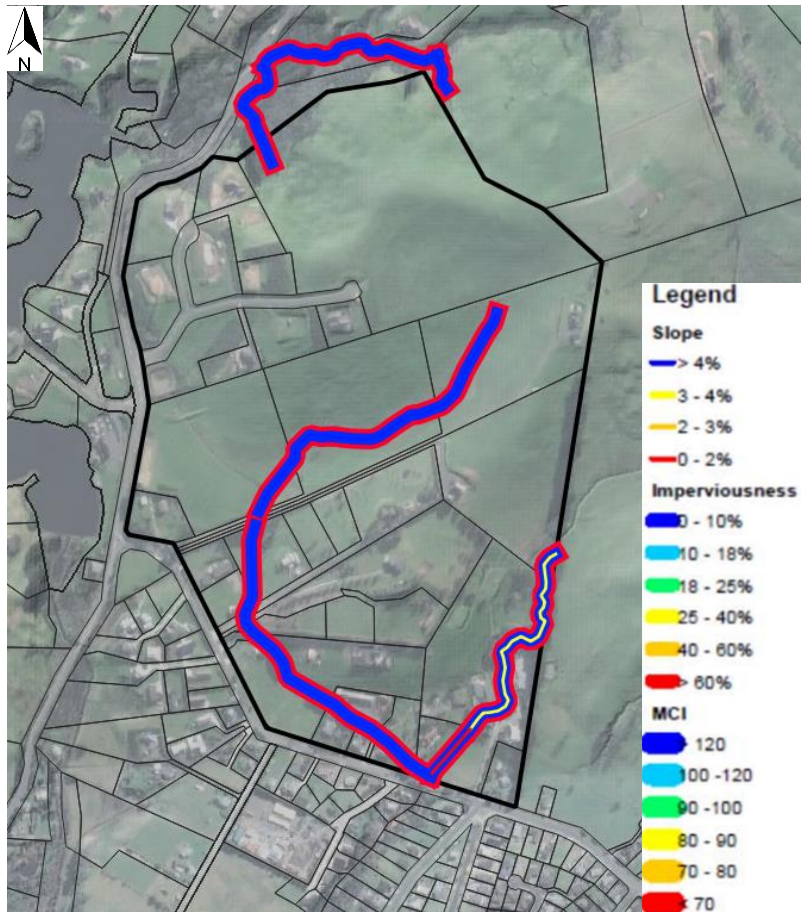 N
Legend
Slope
> 4%
3 - 4%
2 - 3%
0 - 2%
Imperviousness
0 - 10%
10 - 18%
18 - 25%
25 - 40%
40 - 60%
> 60%
MCI
> 120
100 -120
90 -100
80 - 90
70 - 80
< 70